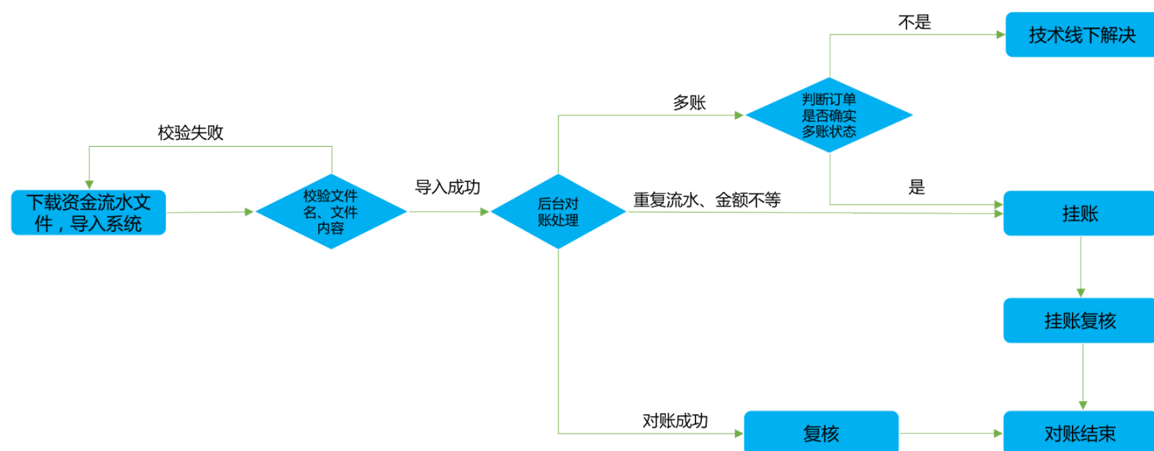 不是
技术线下解决
多账
判断订单
是否确实
多账状态
校验失败
下载资金流水文
件，导入系统
校验文件
名、文件
内容
导入成功
后台对
账处理
重复流水、金额不等
是
挂账
挂账复核
对账成功
复核
对账结束